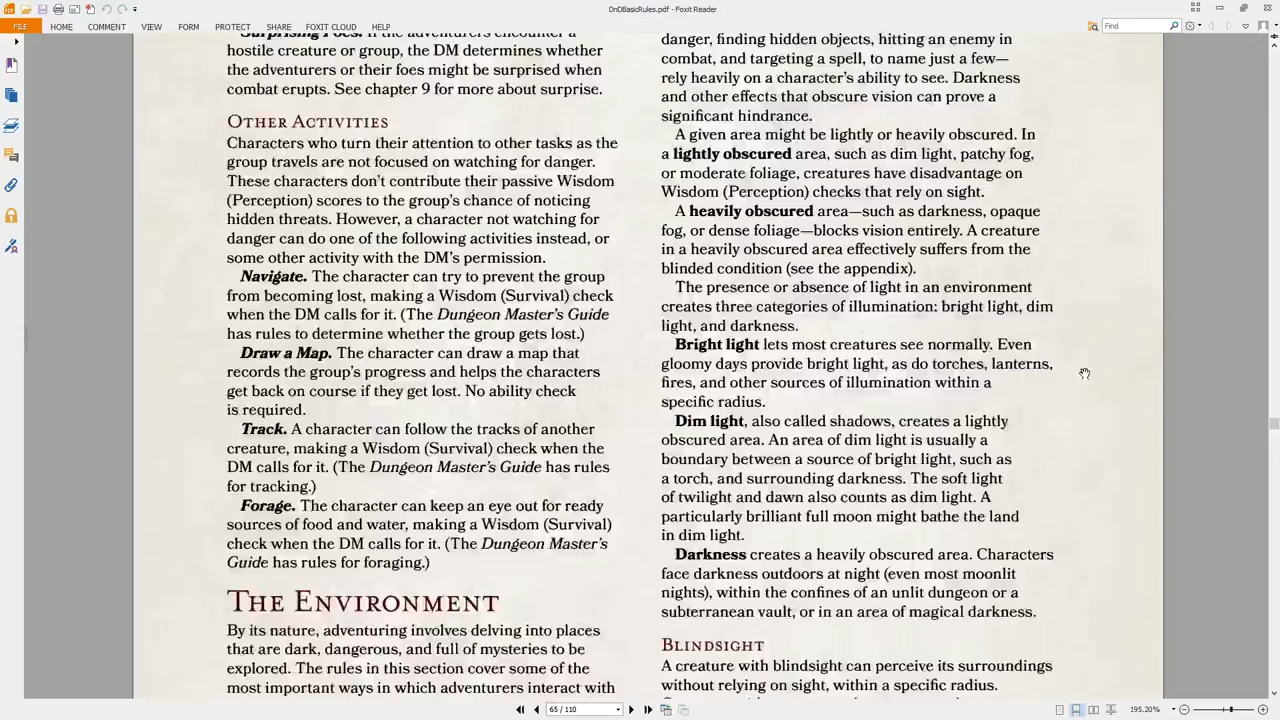 DnDBasicRules.pdf - Foxit Reader
FILE HOME COMMENT VIEW FORM PROTECT SHARE FOXIT CLOUD HELP
Find
Surprising Foes. If the adventurers encounter a
hostile creature or group, the DM determines whether
the adventurers or their foes might be surprised when
combat erupts. See chapter 9 for more about surprise.
Other Activities
Characters who turn their attention to other tasks as the
group travels are not focused on watching for danger.
These characters don’t contribute their passive Wisdom
(Perception) scores to the group’s chance of noticing
hidden threats. However, a character not watching for
danger can do one of the following activities instead, or
some other activity with the DM’s permission.
Navigate. The character can try to prevent the group
from becoming lost, making a Wisdom (Survival) check
when the DM calls for it. (The Dungeon Master’s Guide
has rules to determine whether the group gets lost.)
Draw a Map. The character can draw a map that
records the group’s progress and helps the characters
get back on course if they get lost. No ability check
is required.
Track. A character can follow the tracks of another
creature, making a Wisdom (Survival) check when the
DM calls for it. (The Dungeon Master’s Guide has rules
for tracking.)
Forage. The character can keep an eye out for ready
sources of food and water, making a Wisdom (Survival)
check when the DM calls for it. (The Dungeon Master’s
Guide has rules for foraging.)
The Environment
By its nature, adventuring involves delving into places
that are dark, dangerous, and full of mysteries to be
explored. The rules in this section cover some of the
most important ways in which adventurers interact with
danger, finding hidden objects, hitting an enemy in
combat, and targeting a spell, to name just a few—
rely heavily on a character’s ability to see. Darkness
and other effects that obscure vision can prove a
significant hindrance.
A given area might be lightly or heavily obscured. In
a lightly obscured area, such as dim light, patchy fog,
or moderate foliage, creatures have disadvantage on
Wisdom (Perception) checks that rely on sight.
A heavily obscured area—such as darkness, opaque
fog, or dense foliage—blocks vision entirely. A creature
in a heavily obscured area effectively suffers from the
blinded condition (see the appendix).
The presence or absence of light in an environment
creates three categories of illumination: bright light, dim
light, and darkness.
Bright light lets most creatures see normally. Even
gloomy days provide bright light, as do torches, lanterns,
fires, and other sources of illumination within a
specific radius.
Dim light, also called shadows, creates a lightly
obscured area. An area of dim light is usually a
boundary between a source of bright light, such as
a torch, and surrounding darkness. The soft light
of twilight and dawn also counts as dim light. A
particularly brilliant full moon might bathe the land
in dim light.
Darkness creates a heavily obscured area. Characters
face darkness outdoors at night (even most moonlit
nights), within the confines of an unlit dungeon or a
subterranean vault, or in an area of magical darkness.
Blindsight
A creature with blindsight can perceive its surroundings
without relying on sight, within a specific radius.
65 / 110
195.20%